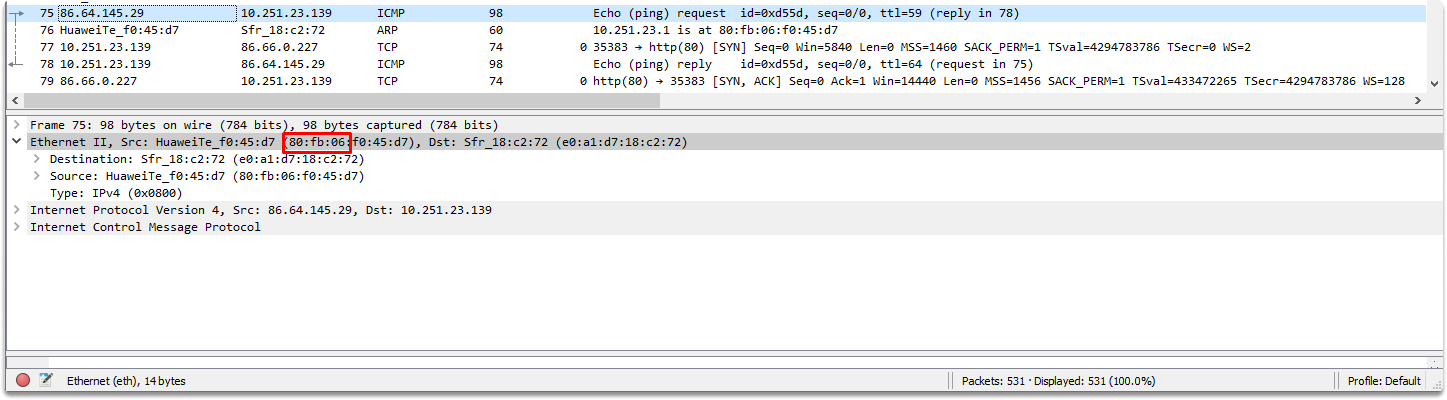 75 86.64.145.29 10.251.23.139 ICMP 98 Echo (ping) request id=0xd55d, seq=0/0, ttl=59 (reply in 78)
76 HuaweiTe_f0:45:d7 Sfr_18:c2:72 ARP 60 10.251.23.1 is at 80:fb:06:f0:45:d7
77 10.251.23.139 86.66.0.227 TCP 74 0 35383 → http(80) [SYN] Seq=0 Win=5840 Len=0 MSS=1460 SACK_PERM=1 TSval=4294783786 TSecr=0 WS=2
78 10.251.23.139 86.64.145.29 ICMP 98 Echo (ping) reply id=0xd55d, seq=0/0, ttl=64 (request in 75)
79 86.66.0.227 10.251.23.139 TCP 74 0 http(80) → 35383 [SYN, ACK] Seq=0 Ack=1 Win=14440 Len=0 MSS=1456 SACK_PERM=1 TSval=433472265 TSecr=4294783786 WS=128
Frame 75: 98 bytes on wire (784 bits), 98 bytes captured (784 bits)
Ethernet II, Src: HuaweiTe_f0:45:d7 (80:fb:06:f0:45:d7), Dst: Sfr_18:c2:72 (e0:a1:d7:18:c2:72)
Destination: Sfr_18:c2:72 (e0:a1:d7:18:c2:72)
Source: HuaweiTe_f0:45:d7 (80:fb:06:f0:45:d7)
Type: IPv4 (0x0800)
Internet Protocol Version 4, Src: 86.64.145.29, Dst: 10.251.23.139
Internet Control Message Protocol
Ethernet (eth), 14 bytes Packets: 531 · Displayed: 531 (100.0%) Profile: Default